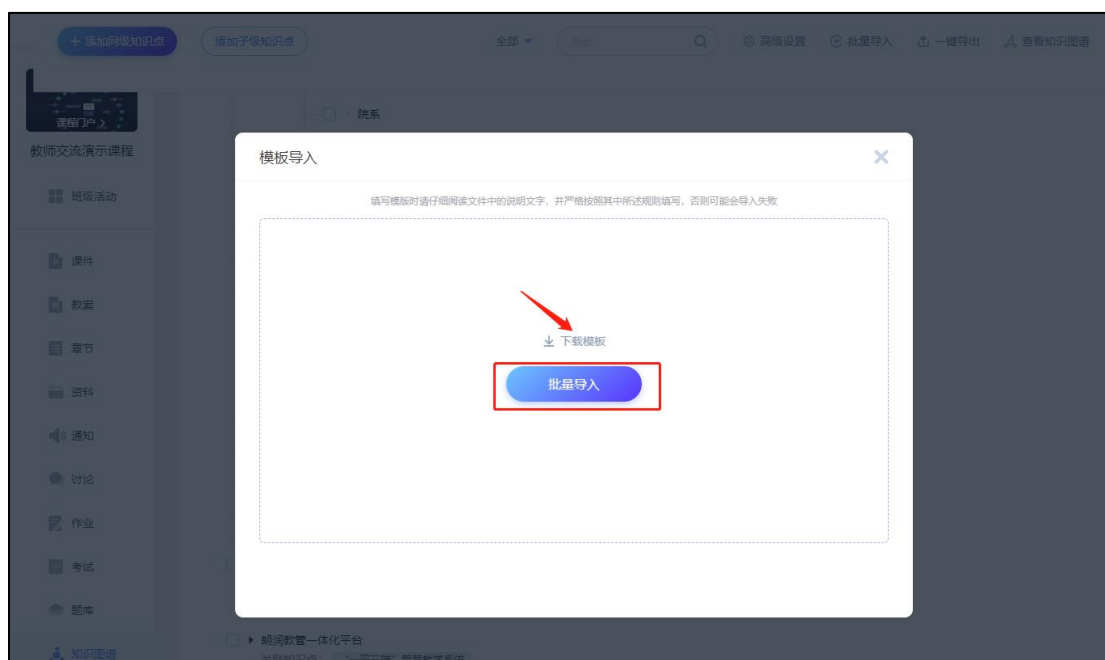 + 添加同级知识点
添加子级知识点
全部
搜索
高级设置
批量导入
一键导出
查看知识图谱
课程门户 >
院系
教师交流演示课程
班级活动
课件
教案
章节
资料
通知
讨论
作业
考试
题库
知识图谱
模板导入
填写模版时请仔细阅读文件中的说明文字，并严格按照其中所述规则填写，否则可能会导入失败
下载模板
批量导入
超润教管一体化平台